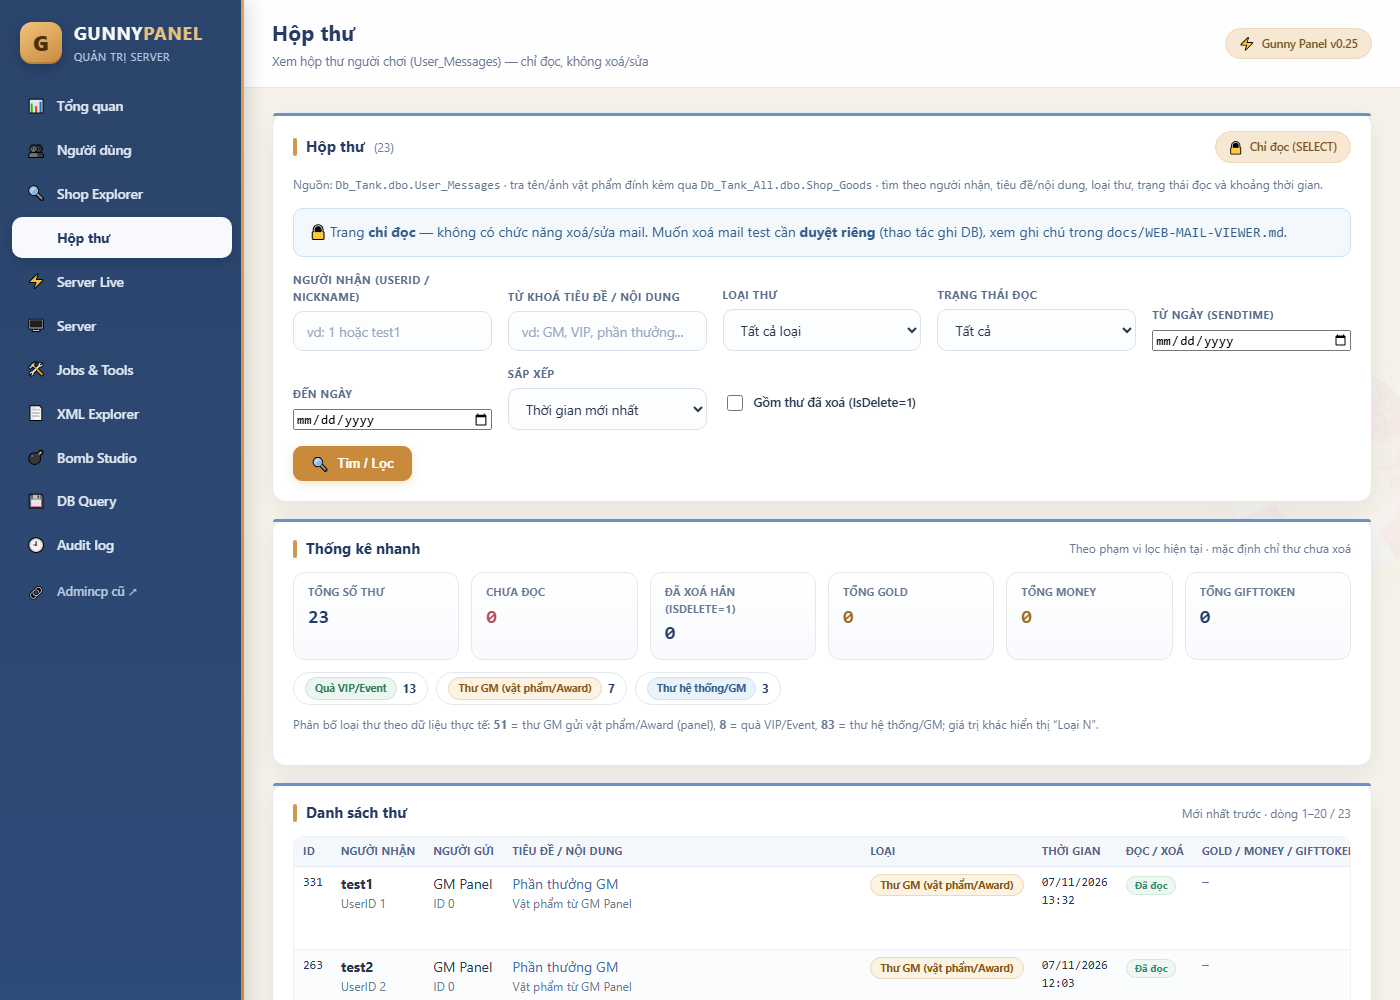 G
GUNNYPANEL
QUẢN TRỊ SERVER
Tổng quan
Người dùng
Shop Explorer
Hộp thư
Server Live
Server
Jobs & Tools
XML Explorer
Bomb Studio
DB Query
Audit log
Admincp cũ ↗
Hộp thư
Xem hộp thư người chơi (User_Messages) — chỉ đọc, không xoá/sửa
Gunny Panel v0.25
Hộp thư (23)
Chỉ đọc (SELECT)
Nguồn: Db_Tank.dbo.User_Messages · tra tên/ảnh vật phẩm đính kèm qua Db_Tank_All.dbo.Shop_Goods · tìm theo người nhận, tiêu đề/nội dung, loại thư, trạng thái đọc và khoảng thời gian.
Trang chỉ đọc — không có chức năng xoá/sửa mail. Muốn xoá mail test cần duyệt riêng (thao tác ghi DB), xem ghi chú trong docs/WEB-MAIL-VIEWER.md.
NGƯỜI NHẬN (USERID / NICKNAME)
vd: 1 hoặc test1
TỪ KHOÁ TIÊU ĐỀ / NỘI DUNG
vd: GM, VIP, phần thưởng...
LOẠI THƯ
Tất cả loại
TRẠNG THÁI ĐỌC
Tất cả
TỪ NGÀY (SENDTIME)
mm/dd/yyyy
ĐẾN NGÀY
mm/dd/yyyy
SẮP XẾP
Thời gian mới nhất
Gồm thư đã xoá (IsDelete=1)
Tìm / Lọc
Thống kê nhanh
Theo phạm vi lọc hiện tại · mặc định chỉ thư chưa xoá
TỔNG SỐ THƯ
23
CHƯA ĐỌC
0
ĐÃ XOÁ HẲN (ISDELETE=1)
0
TỔNG GOLD
0
TỔNG MONEY
0
TỔNG GIFTTOKEN
0
Quà VIP/Event 13
Thư GM (vật phẩm/Award) 7
Thư hệ thống/GM 3
Phân bố loại thư theo dữ liệu thực tế: 51 = thư GM gửi vật phẩm/Award (panel), 8 = quà VIP/Event, 83 = thư hệ thống/GM; giá trị khác hiển thị “Loại N”.
Danh sách thư
Mới nhất trước · dòng 1–20 / 23
ID NGƯỜI NHẬN NGƯỜI GỬI TIÊU ĐỀ / NỘI DUNG LOẠI THỜI GIAN ĐỌC / XOÁ GOLD / MONEY / GIFTTOKE
331 test1 GM Panel Phần thưởng GM Thư GM (vật phẩm/Award) 07/11/2026 Đã đọc –
UserID 1 ID 0 Vật phẩm từ GM Panel 13:32
263 test2 GM Panel Phần thưởng GM Thư GM (vật phẩm/Award) 07/11/2026 Đã đọc –
UserID 2 ID 0 Vật phẩm từ GM Panel 12:03